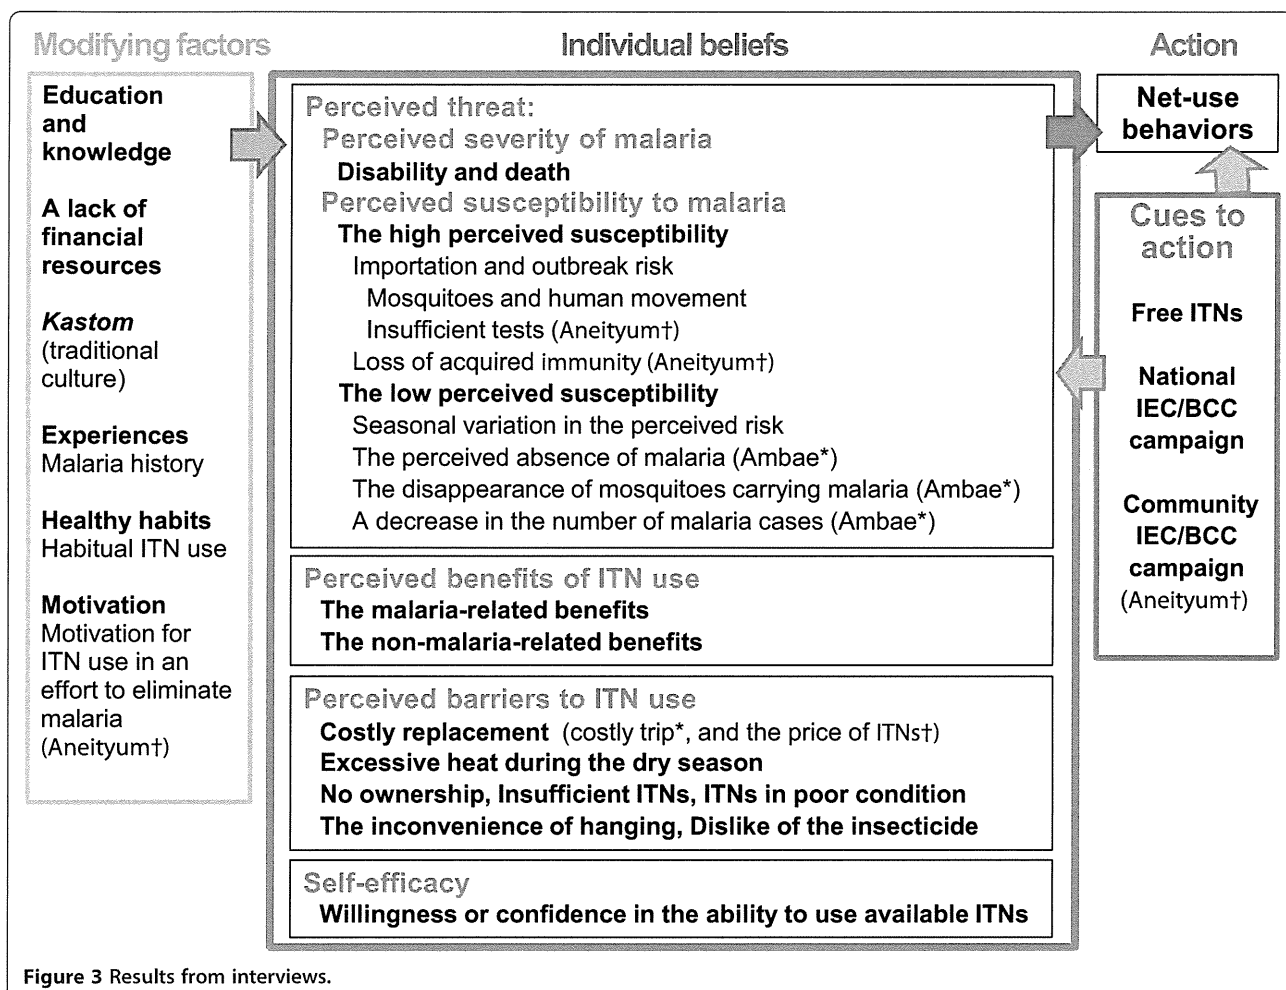 Modifying factors
Individual beliefs
Action
Education
and
knowledge
A lack of
financial
resources
Kastom
(traditional
culture)
Experiences
Malaria history
Healthy habits
Habitual ITN use
Motivation
Motivation for
ITN use in an
effort to eliminate
malaria
(Aneityum†)
Perceived threat:
Perceived severity of malaria
Disability and death
Perceived susceptibility to malaria
The high perceived susceptibility
Importation and outbreak risk
Mosquitoes and human movement
Insufficient tests (Aneityum†)
Loss of acquired immunity (Aneityum†)
The low perceived susceptibility
Seasonal variation in the perceived risk
The perceived absence of malaria (Ambae*)
The disappearance of mosquitoes carrying malaria (Ambae*)
A decrease in the number of malaria cases (Ambae*)
Perceived benefits of ITN use
The malaria-related benefits
The non-malaria-related benefits
Perceived barriers to ITN use
Costly replacement (costly trip*, and the price of ITNs†)
Excessive heat during the dry season
No ownership, Insufficient ITNs, ITNs in poor condition
The inconvenience of hanging, Dislike of the insecticide
Self-efficacy
Willingness or confidence in the ability to use available ITNs
Net-use
behaviors
Cues to
action
Free ITNs
National
IEC/BCC
campaign
Community
IEC/BCC
campaign
(Aneityum†)
Figure 3 Results from interviews.